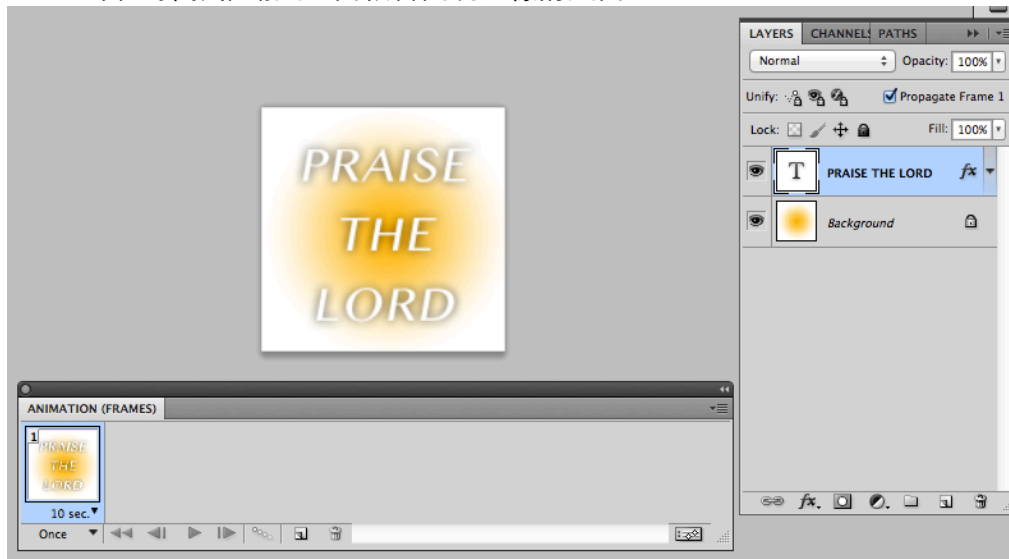 LAYERS CHANNELS PATHS
Normal Opacity: 100%
Unify: Propagate Frame 1
Lock: Fill: 100%
T PRAISE THE LORD fx
Background
PRAISE
THE
LORD
ANIMATION (FRAMES)
1
PRAISE
THE
LORD
10 sec.
Once
fx.